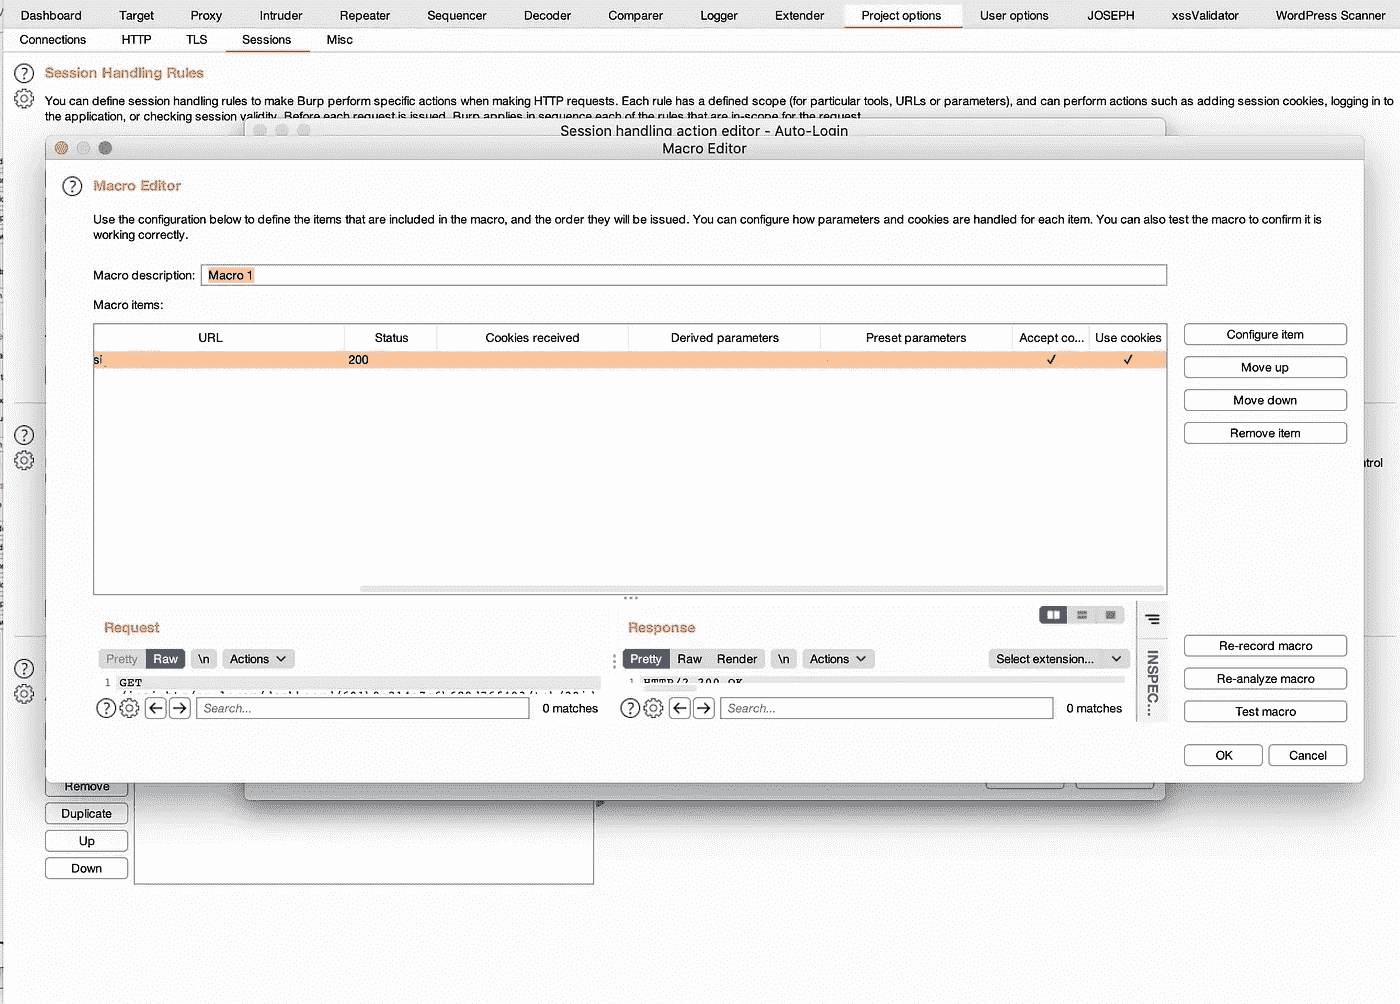 Dashboard Target Proxy Intruder Repeater Sequencer Decoder Comparer Logger Extender Project options User options JOSEPH xssValidator WordPress Scanner
Connections HTTP TLS Sessions Misc
Session Handling Rules
You can define session handling rules to make Burp perform specific actions when making HTTP requests. Each rule has a defined scope (for particular tools, URLs or parameters), and can perform actions such as adding session cookies, logging in to
the application, or checking session validity. Before each request is issued, Burp applies in sequence each of the rules that are in-scope for the request.
Session handling action editor - Auto-Login
Macro Editor
Macro Editor
Use the configuration below to define the items that are included in the macro, and the order they will be issued. You can configure how parameters and cookies are handled for each item. You can also test the macro to confirm it is
working correctly.
Macro description: Macro 1
Macro items:
URL Status Cookies received Derived parameters Preset parameters Accept co... Use cookies
si 200 ✓ ✓
Configure item
Move up
Move down
Remove item
ntrol
Request
Response
Pretty Raw \n Actions
Pretty Raw Render \n Actions Select extension...
1 GET
1 HTTP/2 200 OK
Search... 0 matches
Search... 0 matches
INSPEC...
Re-record macro
Re-analyze macro
Test macro
OK Cancel
Remove
Duplicate
Up
Down